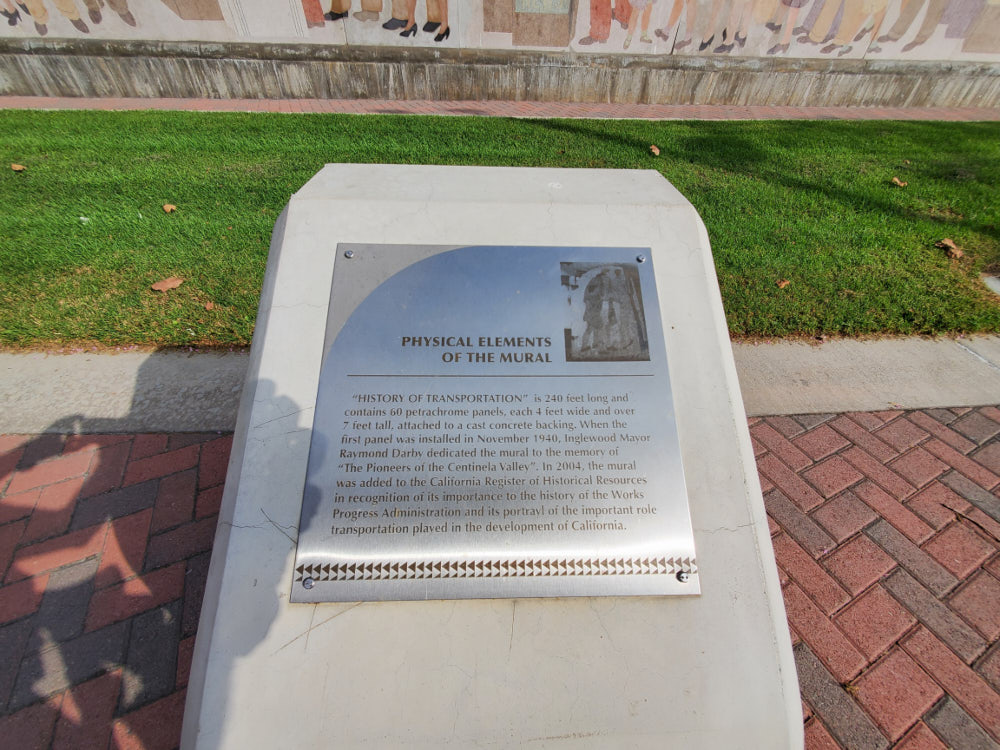 PHYSICAL ELEMENTS
OF THE MURAL
"HISTORY OF TRANSPORTATION" is 240 feet long and
contains 60 petrachrome panels, each 4 feet wide and over
7 feet tall, attached to a cast concrete backing. When the
first panel was installed in November 1940, Inglewood Mayor
Raymond Darby dedicated the mural to the memory of
"The Pioneers of the Centinela Valley". In 2004, the mural
was added to the California Register of Historical Resources
in recognition of its importance to the history of the Works
Progress Administration and its portrayl of the important role
transportation played in the development of California.